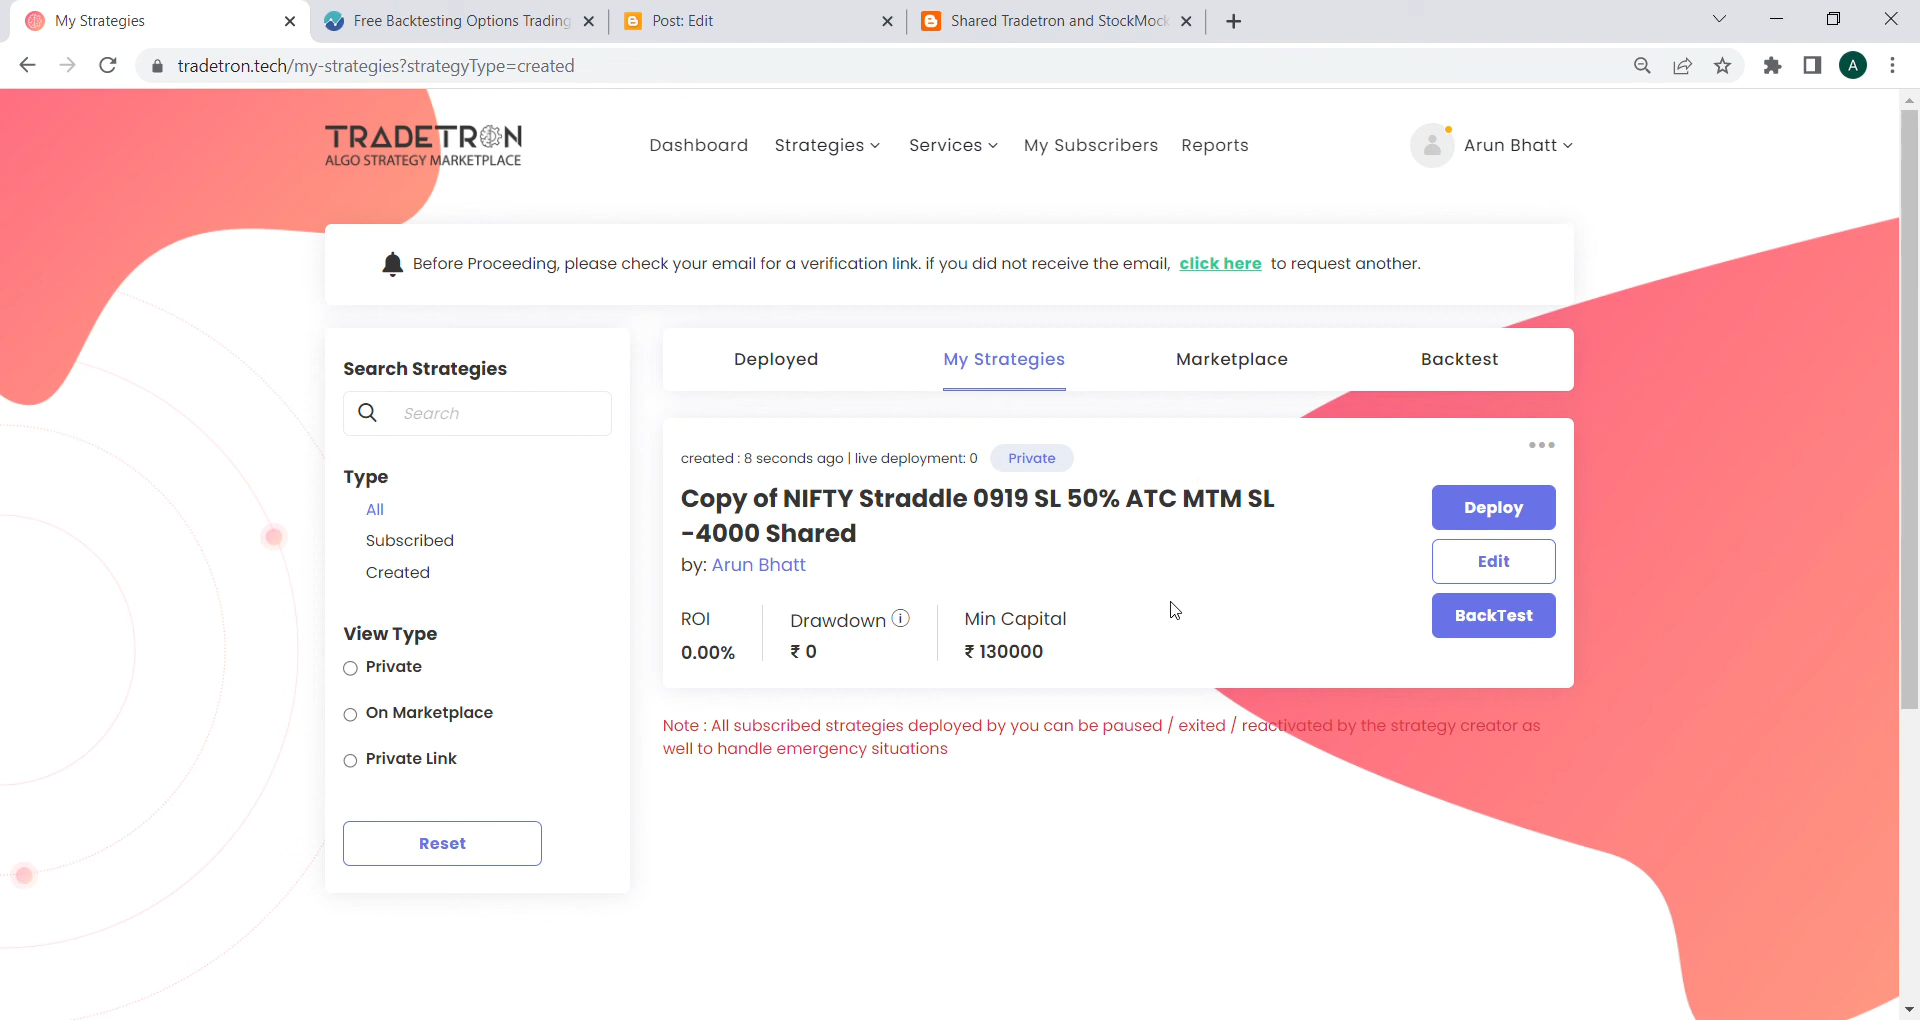 My Strategies
Free Backtesting Options Trading
Post: Edit
Shared Tradetron and StockMock
tradetron.tech/my-strategies?strategyType=created
A
TRADETRON
ALGO STRATEGY MARKETPLACE
Dashboard Strategies Services My Subscribers Reports
Arun Bhatt
Before Proceeding, please check your email for a verification link. if you did not receive the email, click here to request another.
Search Strategies
Search
Type
All
Subscribed
Created
View Type
Private
On Marketplace
Private Link
Reset
Deployed My Strategies Marketplace Backtest
created : 8 seconds ago | live deployment: 0 Private
Copy of NIFTY Straddle 0919 SL 50% ATC MTM SL
-4000 Shared
by: Arun Bhatt
ROI Drawdown Min Capital
0.00% ₹ 0 ₹ 130000
Deploy
Edit
BackTest
Note : All subscribed strategies deployed by you can be paused / exited / reactivated by the strategy creator as
well to handle emergency situations